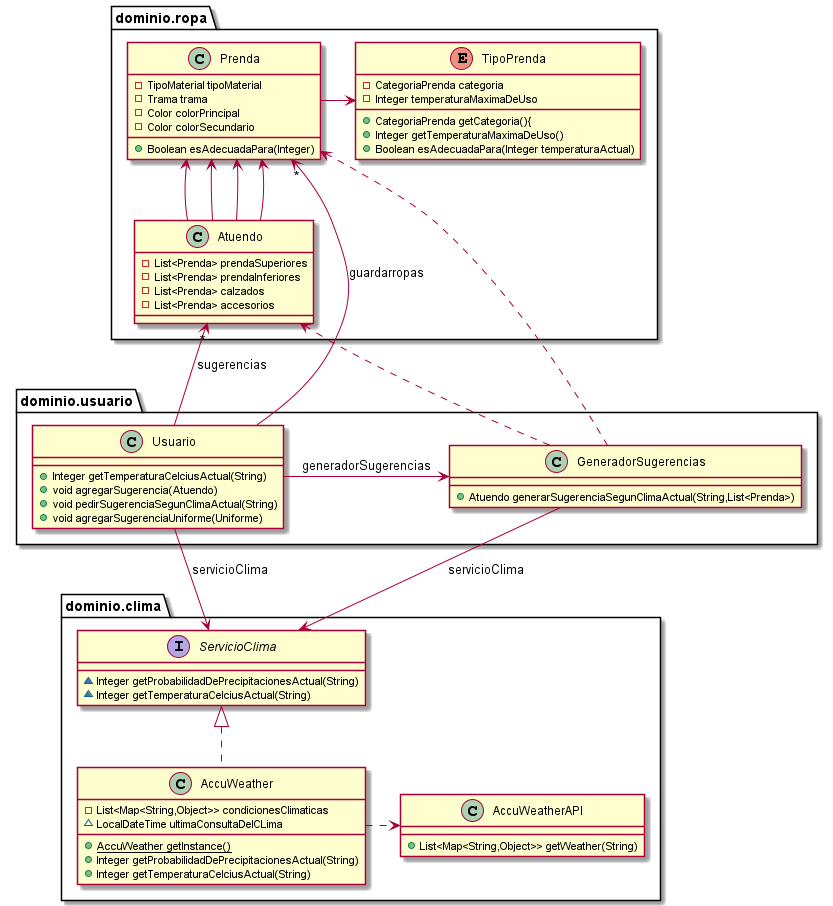 dominio.ropa
C Prenda
TipoMaterial tipoMaterial
Trama trama
Color colorPrincipal
Color colorSecundario
Boolean esAdecuadaPara(Integer)
E TipoPrenda
CategoriaPrenda categoria
Integer temperaturaMaximaDeUso
CategoriaPrenda getCategoria(){
Integer getTemperaturaMaximaDeUso()
Boolean esAdecuadaPara(Integer temperaturaActual)
*
C Atuendo
List<Prenda> prendaSuperiores
List<Prenda> prendaInferiores
List<Prenda> calzados
List<Prenda> accesorios
guardarropas
*
sugerencias
dominio.usuario
C Usuario
Integer getTemperaturaCelciusActual(String)
void agregarSugerencia(Atuendo)
void pedirSugerenciaSegunClimaActual(String)
void agregarSugerenciaUniforme(Uniforme)
generadorSugerencias
C GeneradorSugerencias
Atuendo generarSugerenciaSegunClimaActual(String,List<Prenda>)
servicioClima
servicioClima
dominio.clima
I ServicioClima
Integer getProbabilidadDePrecipitacionesActual(String)
Integer getTemperaturaCelciusActual(String)
C AccuWeather
List<Map<String,Object>> condicionesClimaticas
LocalDateTime ultimaConsultaDelCLima
AccuWeather getInstance()
Integer getProbabilidadDePrecipitacionesActual(String)
Integer getTemperaturaCelciusActual(String)
C AccuWeatherAPI
List<Map<String,Object>> getWeather(String)